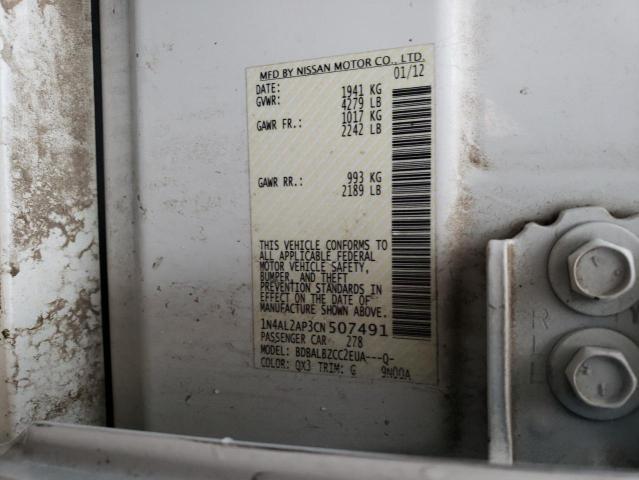 MFD BY NISSAN MOTOR CO., LTD.
DATE: 01/12
GVWR: 1941 KG
4279 LB
GAWR FR.: 1017 KG
2242 LB
GAWR RR.: 993 KG
2189 LB
THIS VEHICLE CONFORMS TO
ALL APPLICABLE FEDERAL
MOTOR VEHICLE SAFETY,
BUMPER, AND THEFT
PREVENTION STANDARDS IN
EFFECT ON THE DATE OF
MANUFACTURE SHOWN ABOVE.
1N4AL2AP3CN507491
PASSENGER CAR 278
MODEL: BDBALBZCC2EUA---Q-
COLOR: QX3 TRIM: G 9N00A